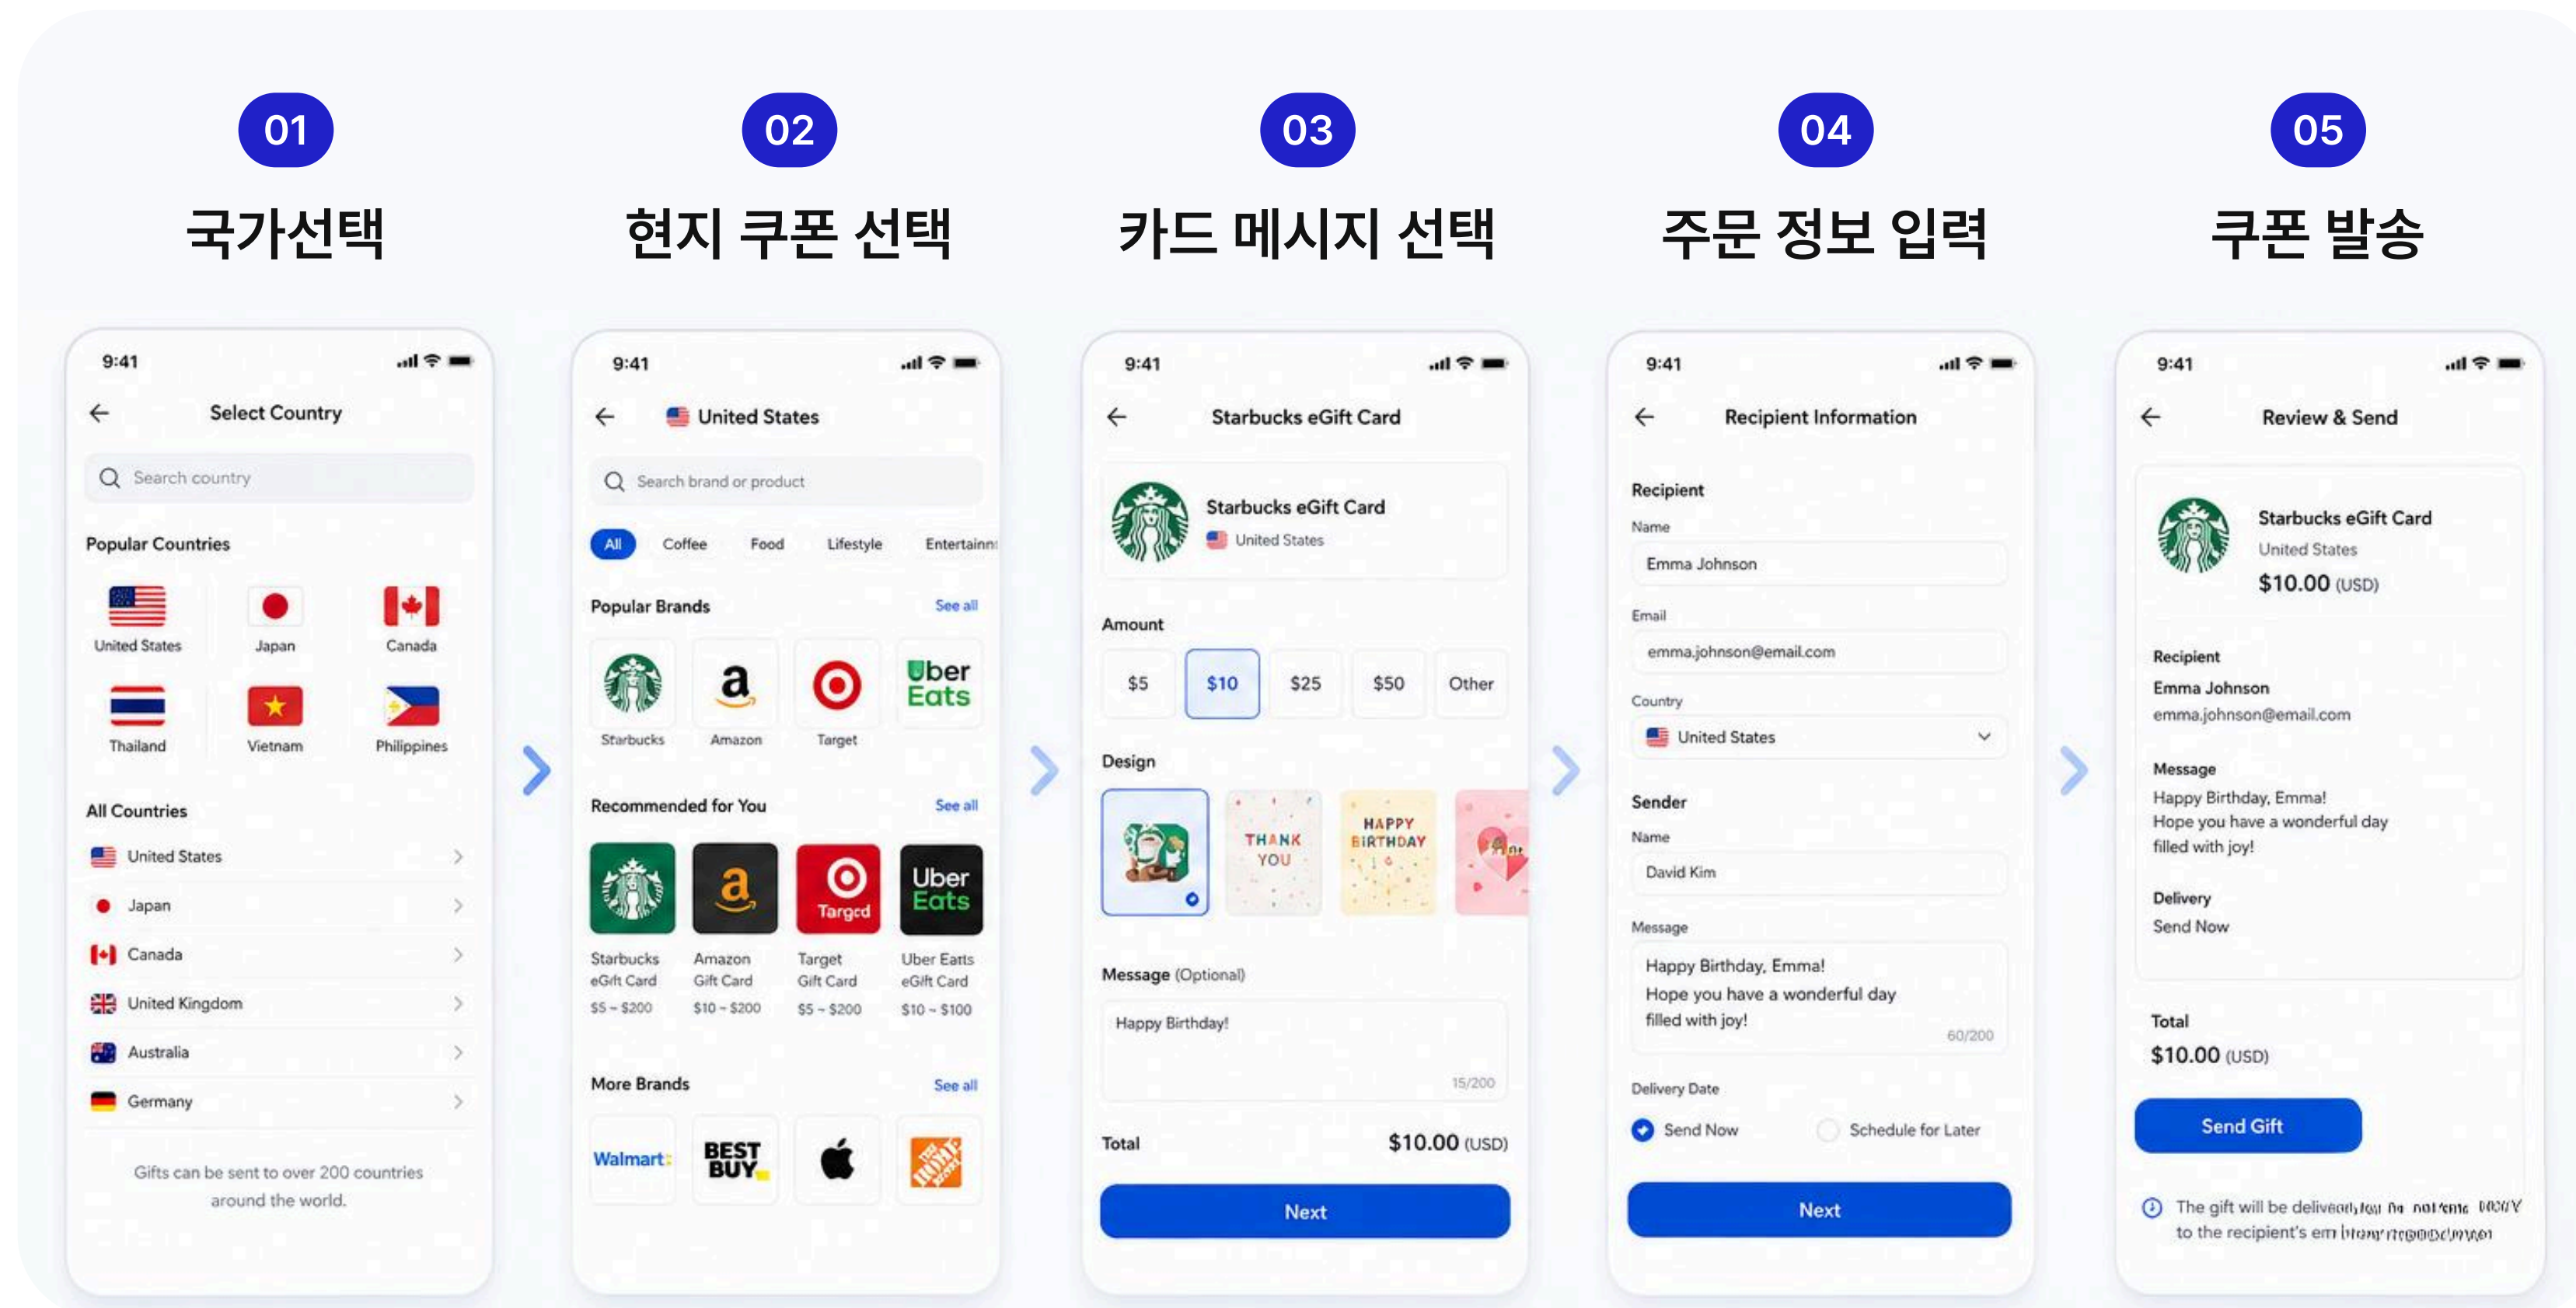 01
국가선택
9:41
Select Country
Search country
Popular Countries
United States
Japan
Canada
Thailand
Vietnam
Philippines
All Countries
United States
Japan
Canada
United Kingdom
Australia
Germany
Gifts can be sent to over 200 countries
around the world.
02
현지 쿠폰 선택
9:41
United States
Search brand or product
All
Coffee
Food
Lifestyle
Popular Brands
See all
a
Uber
Eats
Starbucks
Amazon
Target
Recommended for You
See all
a
Uber
Eats
Targcd
Starbucks
eGift Card
$5 ~ $200
Amazon
Gift Card
$10 ~ $200
Target
Gift Card
$5 ~ $200
Uber Eatts
eGift Card
$10 ~ $100
More Brands
See all
Walmart
BEST
BUY
03
카드 메시지 선택
9:41
Starbucks eGift Card
Starbucks eGift Card
United States
Amount
$5
$10
$25
$50
Other
Design
THANK
YOU
HAPPY
BIRTHDAY
Message (Optional)
Happy Birthday!
15/200
Total
$10.00 (USD)
Next
04
주문 정보 입력
9:41
Recipient Information
Recipient
Name
Emma Johnson
Email
emma.johnson@email.com
Country
United States
Sender
Name
David Kim
Message
Happy Birthday, Emma!
Hope you have a wonderful day
filled with joy!
60/200
Delivery Date
Send Now
Schedule for Later
Next
05
쿠폰 발송
9:41
Review & Send
Starbucks eGift Card
United States
$10.00 (USD)
Recipient
Emma Johnson
emma.johnson@email.com
Message
Happy Birthday, Emma!
Hope you have a wonderful day
filled with joy!
Delivery
Send Now
Total
$10.00 (USD)
Send Gift
The gift will be
to the recipient's